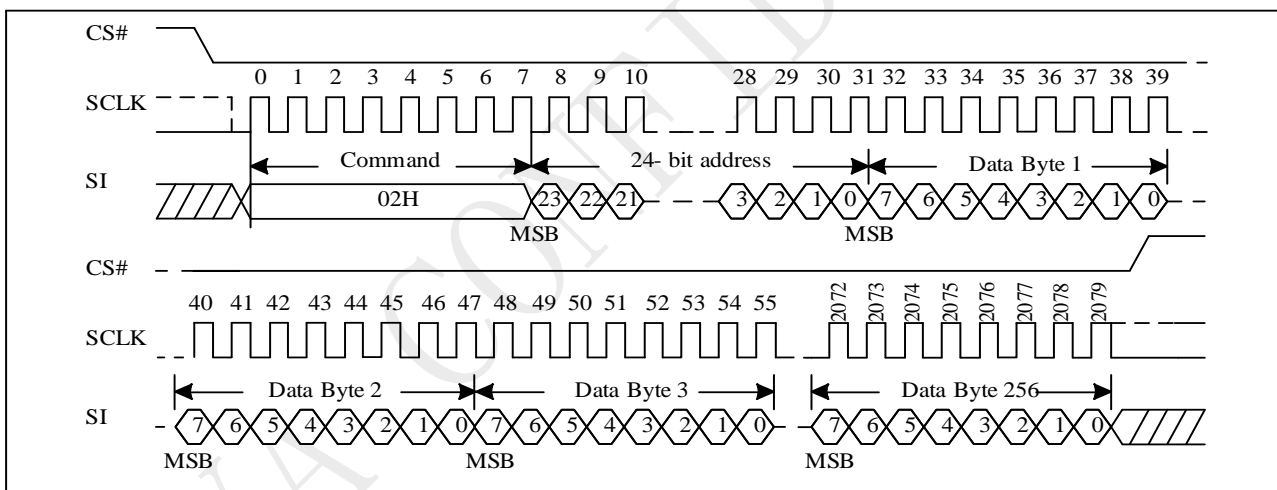 CS#
0 1 2 3 4 5 6 7 8 9 10 28 29 30 31 32 33 34 35 36 37 38 39
SCLK
Command 24- bit address Data Byte 1
SI 02H 23 22 21 3 2 1 0 7 6 5 4 3 2 1 0
MSB MSB
CS#
40 41 42 43 44 45 46 47 48 49 50 51 52 53 54 55 2072 2073 2074 2075 2076 2077 2078 2079
SCLK
Data Byte 2 Data Byte 3 Data Byte 256
SI 7 6 5 4 3 2 1 0 7 6 5 4 3 2 1 0 7 6 5 4 3 2 1 0
MSB MSB MSB